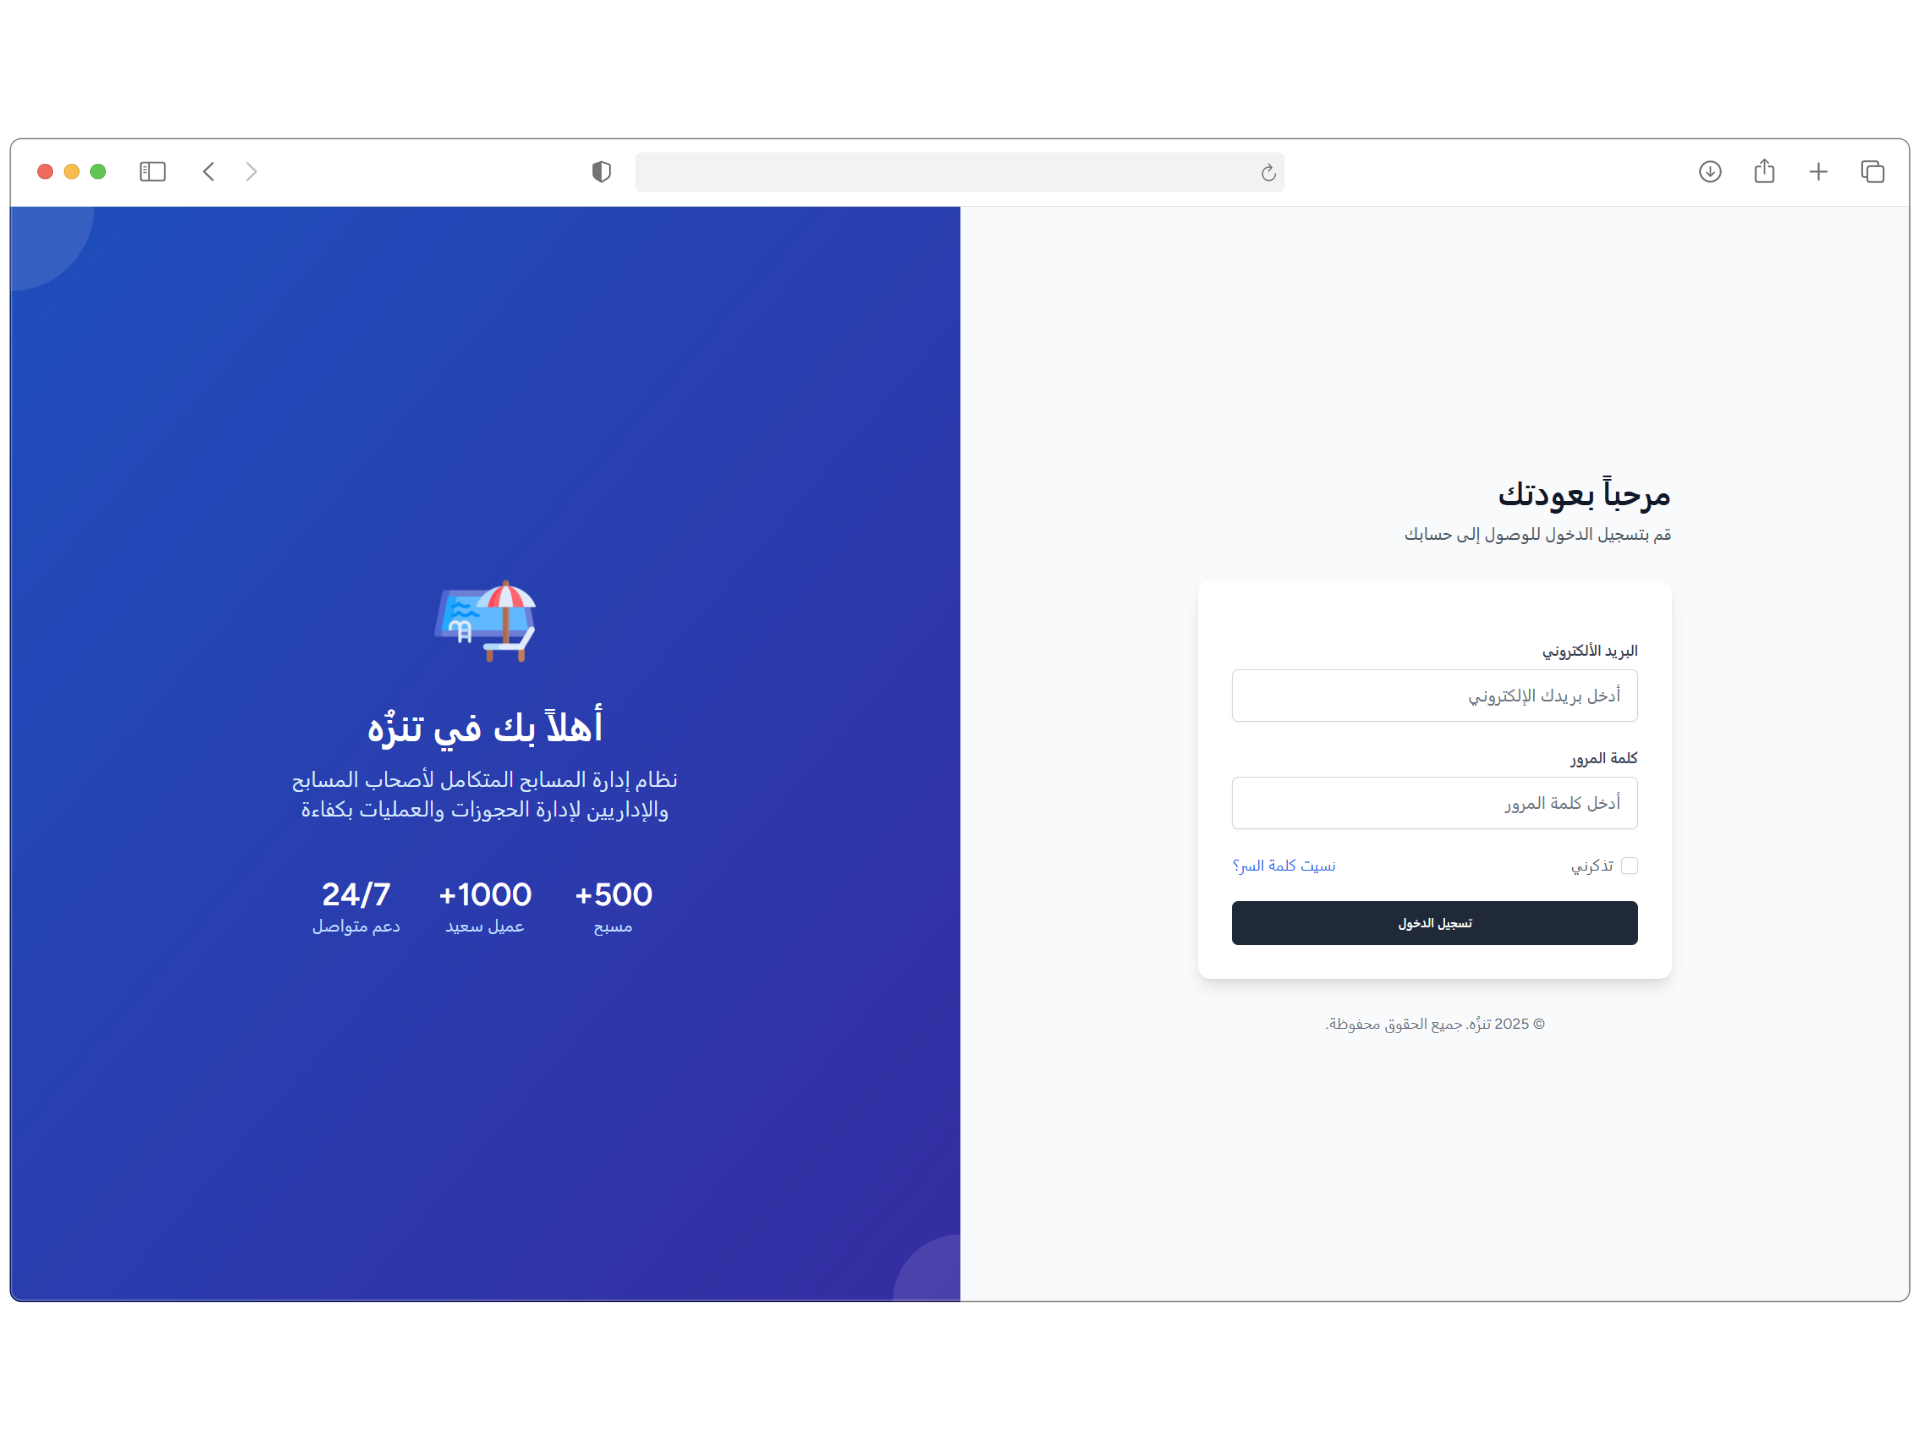 مرحباً بعودتك
قم بتسجيل الدخول للوصول إلى حسابك
البريد الألكتروني
أدخل بريدك الإلكتروني
كلمة المرور
أدخل كلمة المرور
تذكرني
نسيت كلمة السر؟
تسجيل الدخول
© 2025 تنزُه. جميع الحقوق محفوظة.
أهلاً بك في تنزُه
نظام إدارة المسابح المتكامل لأصحاب المسابح
والإداريين لإدارة الحجوزات والعمليات بكفاءة
+500
مسبح
+1000
عميل سعيد
24/7
دعم متواصل